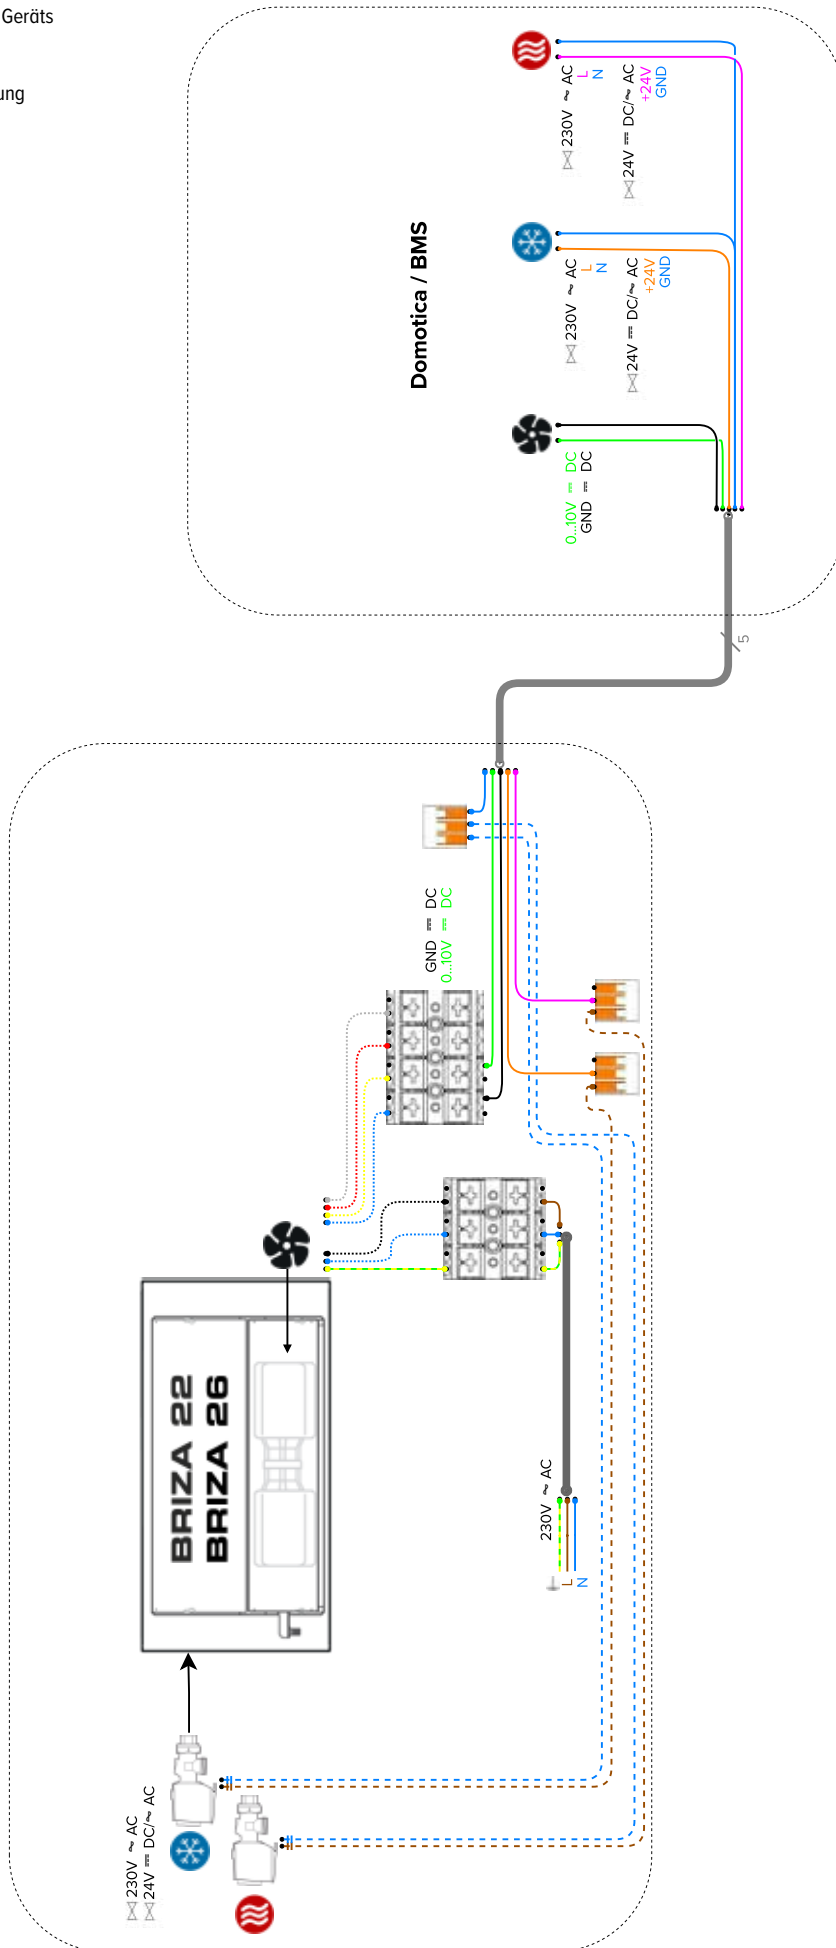 Geräts
ung
230V ~ AC
L
N
24V ⎓ DC/~ AC
+24V
GND
Domotica / BMS
230V ~ AC
L
N
24V ⎓ DC/~ AC
+24V
GND
0...10V ⎓ DC
GND ⎓ DC
5
GND ⎓ DC
0...10V ⎓ DC
BRIZA 22
BRIZA 26
230V ~ AC
L
N
230V ~ AC
24V ⎓ DC/~ AC